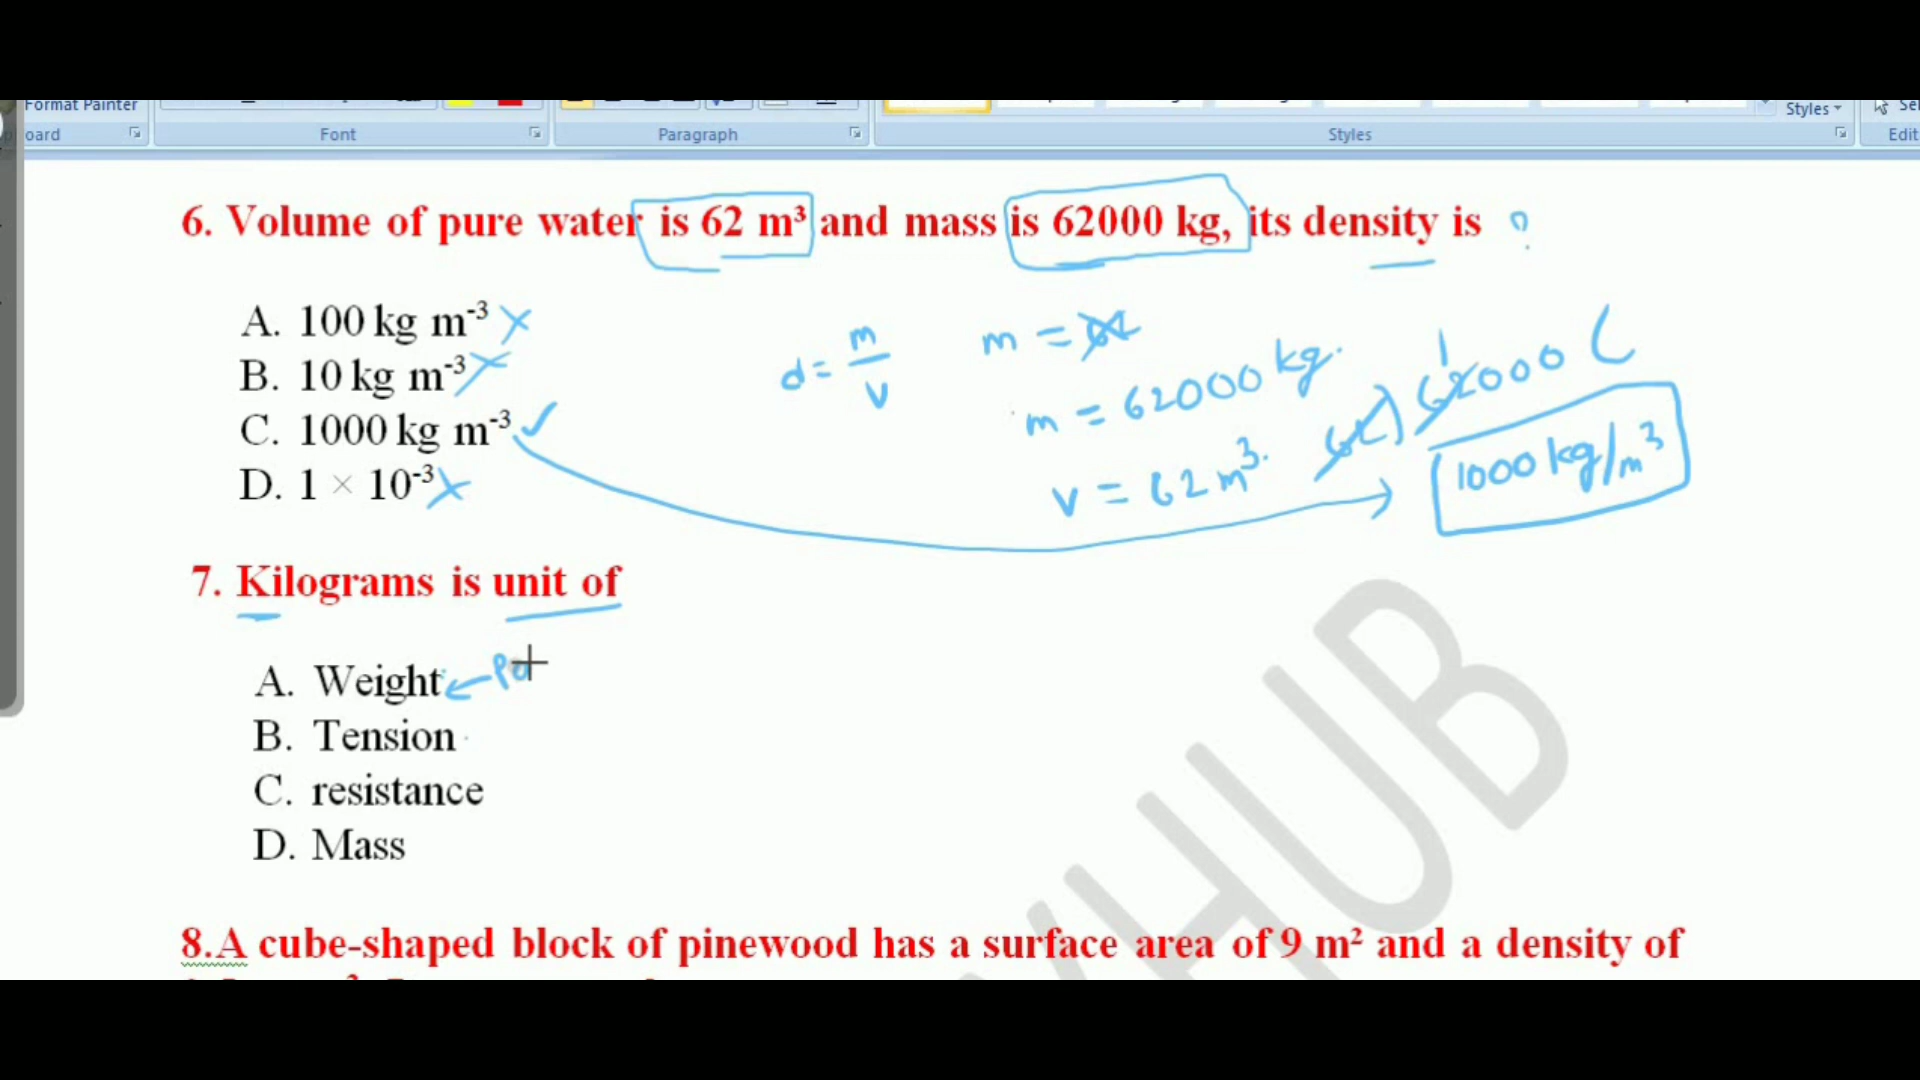 Format Painter
oard
Font
Paragraph
Styles
Styles
Edit
6. Volume of pure water is 62 m³ and mass is 62000 kg, its density is ?
A. 100 kg m⁻³
B. 10 kg m⁻³
C. 1000 kg m⁻³
D. 1 × 10⁻³
d = m/v
m =
m = 62000 kg.
v = 62 m³.
62) 62000 (
1
1000 kg/m³
7. Kilograms is unit of
A. Weight ← Po
B. Tension
C. resistance
D. Mass
8.A cube-shaped block of pinewood has a surface area of 9 m² and a density of
HUB